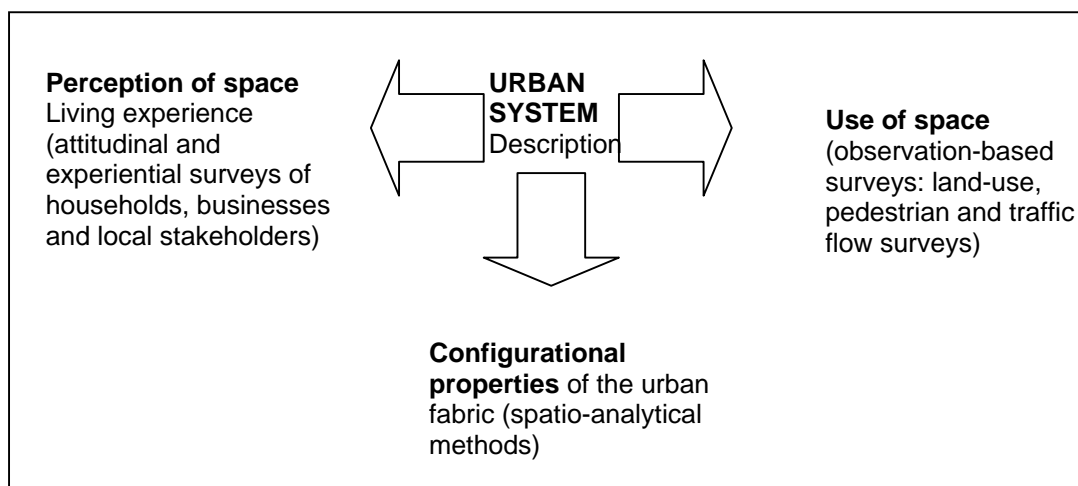 Perception of space
Living experience
(attitudinal and
experiential surveys of
households, businesses
and local stakeholders)
URBAN
SYSTEM
Description
Use of space
(observation-based
surveys: land-use,
pedestrian and traffic
flow surveys)
Configurational
properties of the urban
fabric (spatio-analytical
methods)